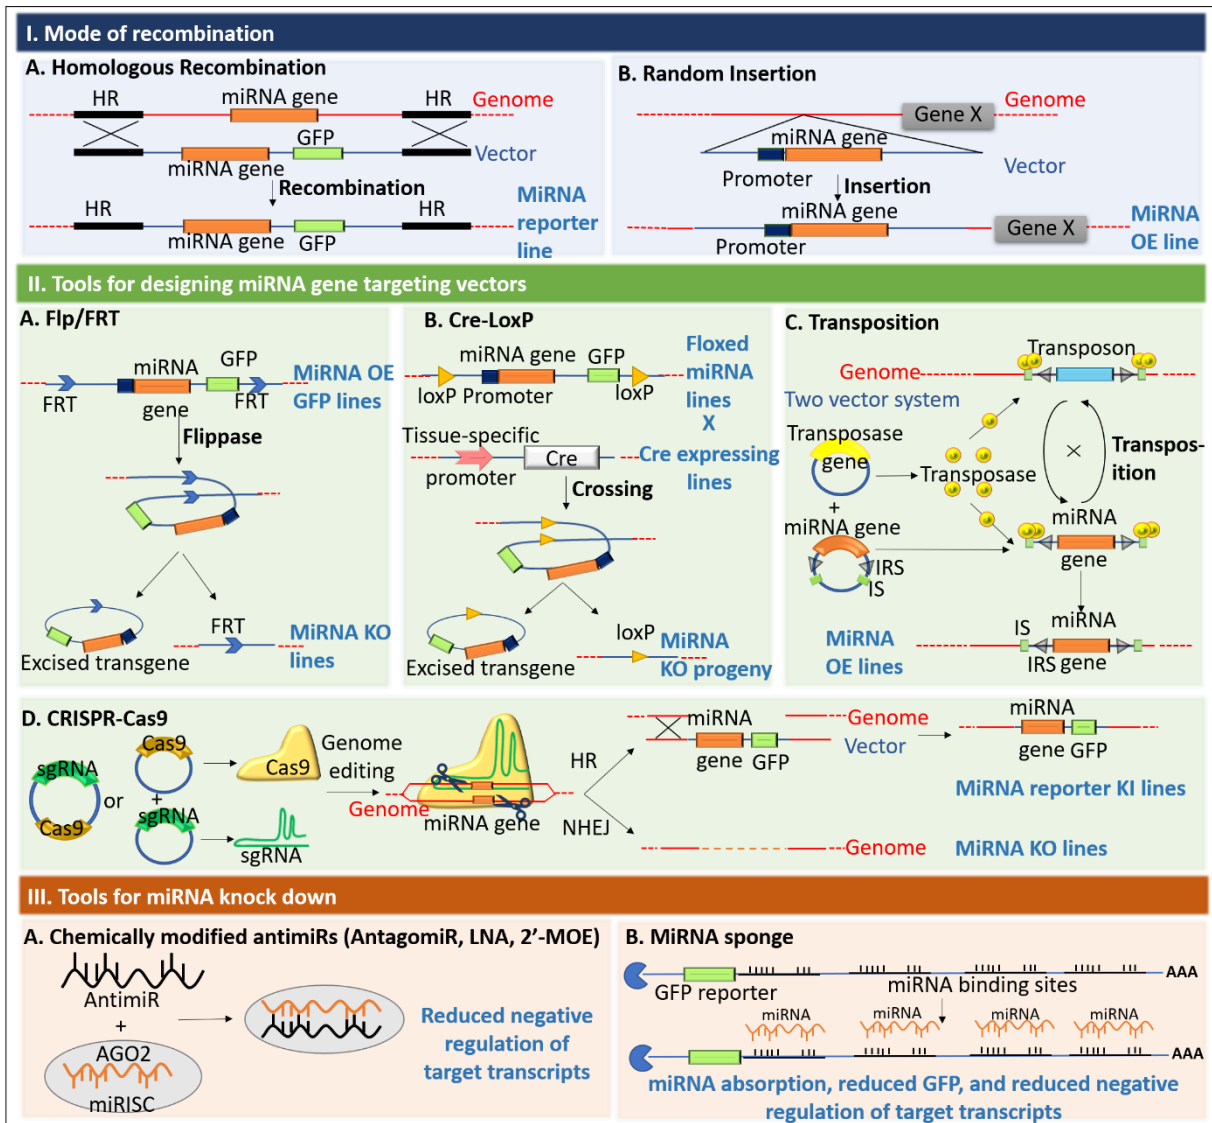 I. Mode of recombination
A. Homologous Recombination
HR
miRNA gene
HR
Genome
GFP
miRNA gene
Vector
Recombination
HR
HR
miRNA gene
GFP
MiRNA
reporter
line
B. Random Insertion
Genome
Gene X
miRNA gene
Promoter
Vector
Insertion
miRNA gene
Promoter
Gene X
MiRNA
OE line
II. Tools for designing miRNA gene targeting vectors
A. Flp/FRT
miRNA
GFP
FRT
gene
FRT
MiRNA OE
GFP lines
Flippase
Excised transgene
FRT
MiRNA KO
lines
B. Cre-LoxP
miRNA gene
GFP
loxP
Promoter
loxP
Floxed
miRNA
lines
X
Tissue-specific
promoter
Cre
Cre expressing
lines
Crossing
Excised transgene
loxP
MiRNA
KO progeny
C. Transposition
Transposon
Genome
Two vector system
Transposase
gene
Transposase
Transpos-
ition
+
miRNA gene
IRS
IS
miRNA
gene
MiRNA
OE lines
IS
miRNA
IRS
gene
D. CRISPR-Cas9
sgRNA
Cas9
or
Cas9
+
sgRNA
Cas9
sgRNA
Genome
editing
Genome
miRNA gene
HR
NHEJ
miRNA
gene
GFP
Genome
Vector
miRNA
gene
GFP
MiRNA reporter KI lines
Genome
MiRNA KO lines
III. Tools for miRNA knock down
A. Chemically modified antimiRs (AntagomiR, LNA, 2’-MOE)
AntimiR
+
AGO2
miRISC
Reduced negative
regulation of
target transcripts
B. MiRNA sponge
GFP reporter
miRNA binding sites
AAA
miRNA
miRNA
miRNA
miRNA
AAA
miRNA absorption, reduced GFP, and reduced negative
regulation of target transcripts